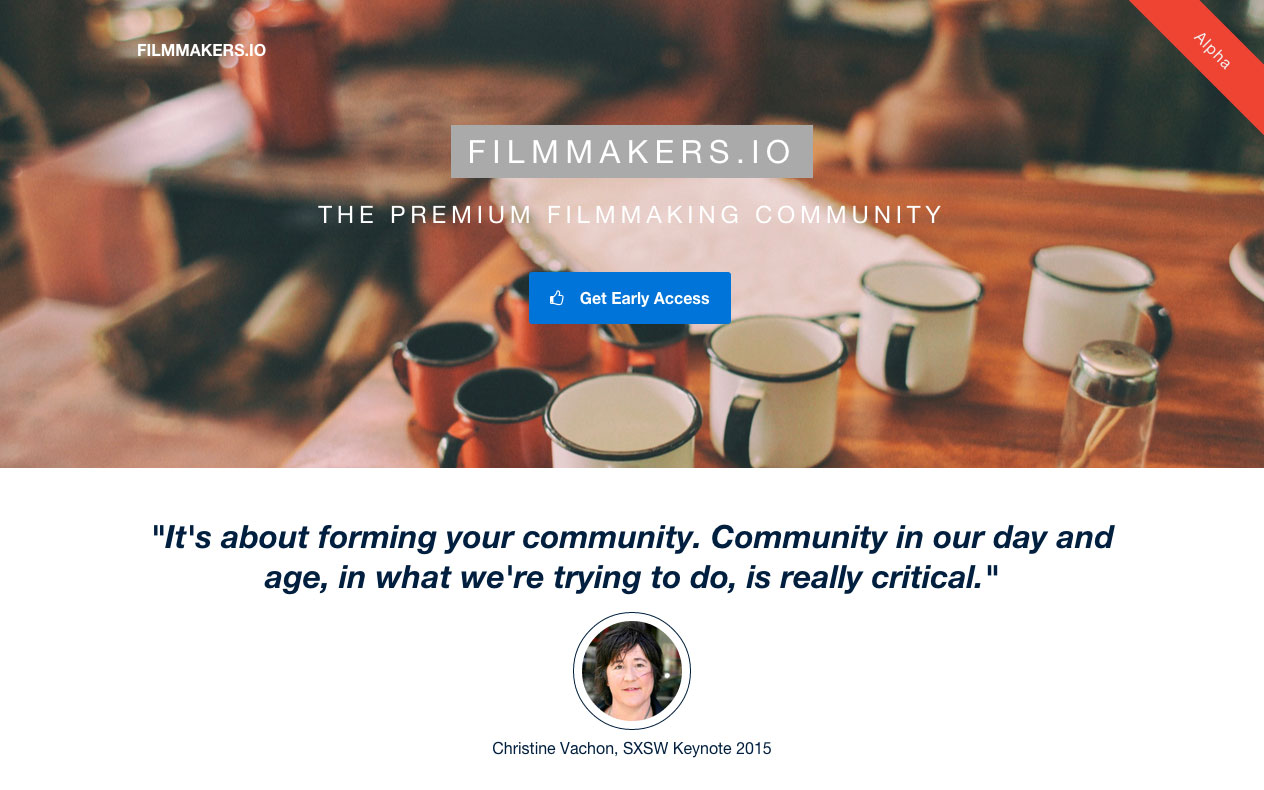 FILMMAKERS.IO
Alpha
FILMMAKERS.IO
THE PREMIUM FILMMAKING COMMUNITY
Get Early Access
"It's about forming your community. Community in our day and
age, in what we're trying to do, is really critical."
Christine Vachon, SXSW Keynote 2015